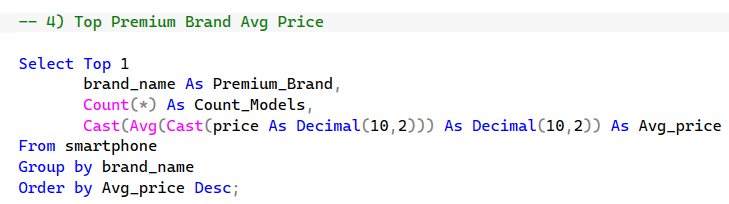 -- 4) Top Premium Brand Avg Price
Select Top 1
brand_name As Premium_Brand,
Count(*) As Count_Models,
Cast(Avg(Cast(price As Decimal(10,2))) As Decimal(10,2)) As Avg_price
From smartphone
Group by brand_name
Order by Avg_price Desc;